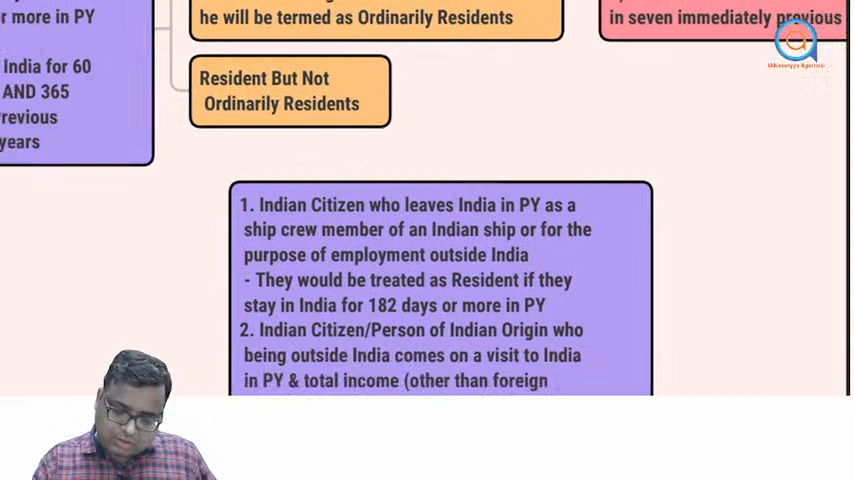 r more in PY
India for 60
AND 365
revious
years
he will be termed as Ordinarily Residents
Resident But Not
Ordinarily Residents
in seven immediately previous
1. Indian Citizen who leaves India in PY as a
ship crew member of an Indian ship or for the
purpose of employment outside India
- They would be treated as Resident if they
stay in India for 182 days or more in PY
2. Indian Citizen/Person of Indian Origin who
being outside India comes on a visit to India
in PY & total income (other than foreign